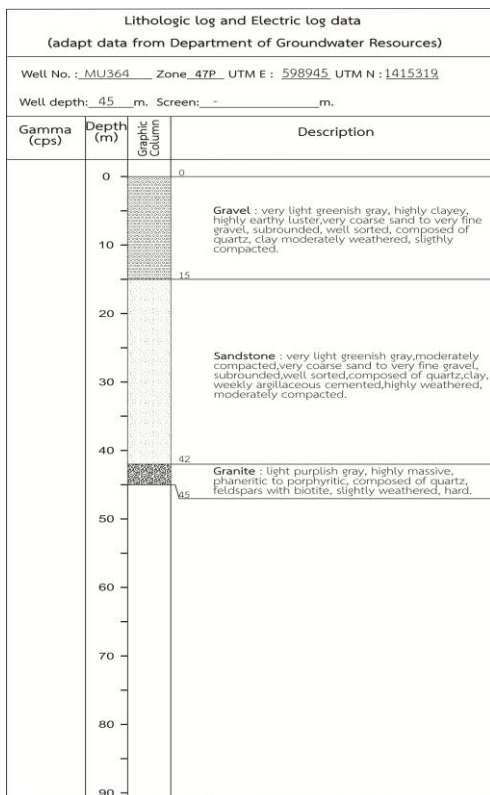 Lithologic log and Electric log data
(adapt data from Department of Groundwater Resources)
Well No. : MU364 Zone 47P UTM E : 598945 UTM N : 1415319
Well depth: 45 m. Screen: - m.
Gamma (cps)
Depth (m)
Graphic Column
Description
0
0
Gravel : very light greenish gray, highly clayey,
highly earthy luster,very coarse sand to very fine
gravel, subrounded, well sorted, composed of
quartz, clay moderately weathered, sligthly
compacted.
10
15
20
Sandstone : very light greenish gray,moderately
compacted,very coarse sand to very fine gravel,
subrounded,well sorted,composed of quartz,clay,
weekly argillaceous cemented,highly weathered,
moderately compacted.
30
40
42
Granite : light purplish gray, highly massive,
phaneritic to porphyritic, composed of quartz,
feldspars with biotite, slightly weathered, hard.
45
50
60
70
80
90